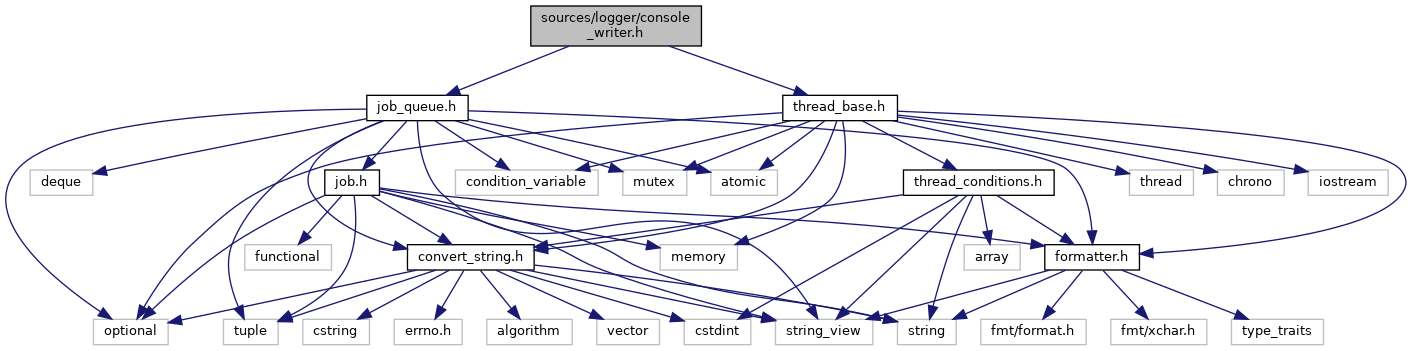 sources/logger/console
_writer.h
job_queue.h
thread_base.h
deque
job.h
condition_variable
mutex
atomic
thread_conditions.h
thread
chrono
iostream
functional
convert_string.h
memory
array
formatter.h
optional
tuple
cstring
errno.h
algorithm
vector
cstdint
string_view
string
fmt/format.h
fmt/xchar.h
type_traits